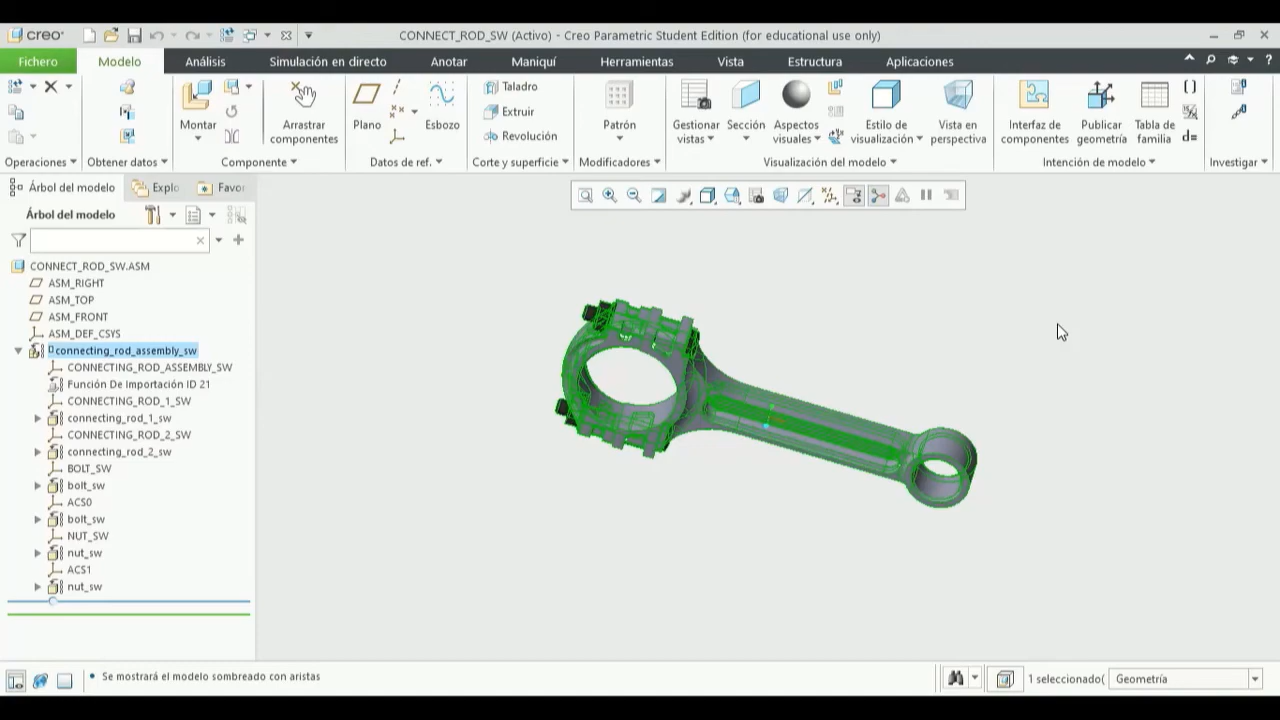 creo
CONNECT_ROD_SW (Activo) - Creo Parametric Student Edition (for educational use only)
Fichero Modelo Análisis Simulación en directo Anotar Maniquí Herramientas Vista Estructura Aplicaciones
Montar
Arrastrar componentes
Plano
Esbozo
Taladro
Extruir
Revolución
Patrón
Gestionar vistas
Sección
Aspectos visuales
Estilo de visualización
Vista en perspectiva
Interfaz de componentes
Publicar geometría
Tabla de familia
d=
Operaciones Obtener datos Componente Datos de ref. Corte y superficie Modificadores Visualización del modelo Intención de modelo Investigar
Árbol del modelo Explo Favor
Árbol del modelo
CONNECT_ROD_SW.ASM
ASM_RIGHT
ASM_TOP
ASM_FRONT
ASM_DEF_CSYS
connecting_rod_assembly_sw
CONNECTING_ROD_ASSEMBLY_SW
Función De Importación ID 21
CONNECTING_ROD_1_SW
connecting_rod_1_sw
CONNECTING_ROD_2_SW
connecting_rod_2_sw
BOLT_SW
bolt_sw
ACS0
bolt_sw
NUT_SW
nut_sw
ACS1
nut_sw
Se mostrará el modelo sombreado con aristas
1 seleccionado( Geometría